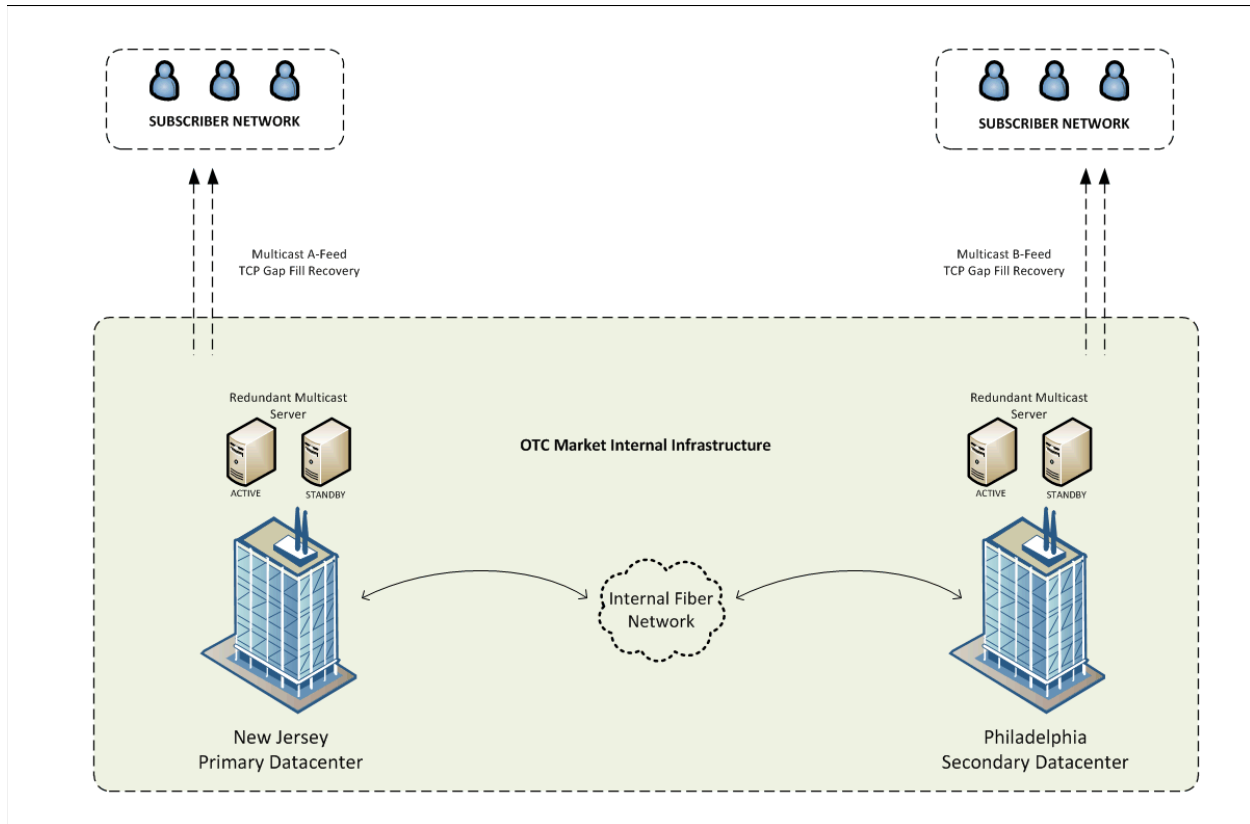 SUBSCRIBER NETWORK
SUBSCRIBER NETWORK
Multicast A-Feed
TCP Gap Fill Recovery
Multicast B-Feed
TCP Gap Fill Recovery
Redundant Multicast
Server
ACTIVE
STANDBY
OTC Market Internal Infrastructure
Redundant Multicast
Server
ACTIVE
STANDBY
Internal Fiber
Network
New Jersey
Primary Datacenter
Philadelphia
Secondary Datacenter